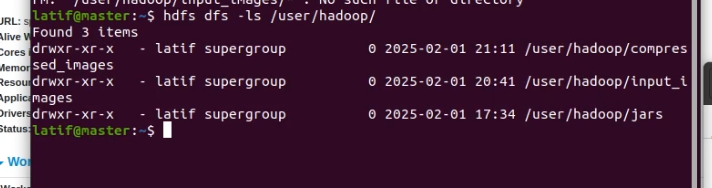 rm: `/user/hadoop/input_images/*': No such file or directory
latif@master:~$ hdfs dfs -ls /user/hadoop/
Found 3 items
drwxr-xr-x   - latif supergroup          0 2025-02-01 21:11 /user/hadoop/compres
sed_images
drwxr-xr-x   - latif supergroup          0 2025-02-01 20:41 /user/hadoop/input_i
mages
drwxr-xr-x   - latif supergroup          0 2025-02-01 17:34 /user/hadoop/jars
latif@master:~$
URL:
Alive W
Cores
Memor
Resou
Applica
Drivers
Status:
Wor